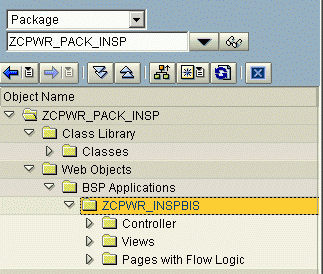 Package
ZCPWR_PACK_INSP
Object Name
ZCPWR_PACK_INSP
Class Library
Classes
Web Objects
BSP Applications
ZCPWR_INSPBIS
Controller
Views
Pages with Flow Logic